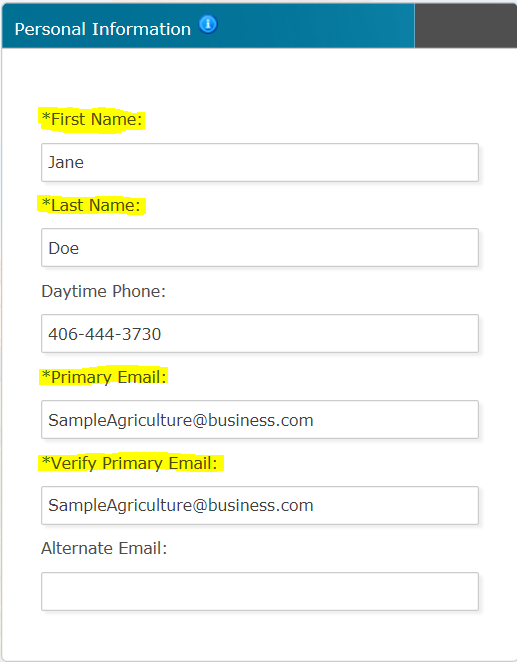 Personal Information
*First Name:
Jane
*Last Name:
Doe
Daytime Phone:
406-444-3730
*Primary Email:
SampleAgriculture@business.com
*Verify Primary Email:
SampleAgriculture@business.com
Alternate Email: